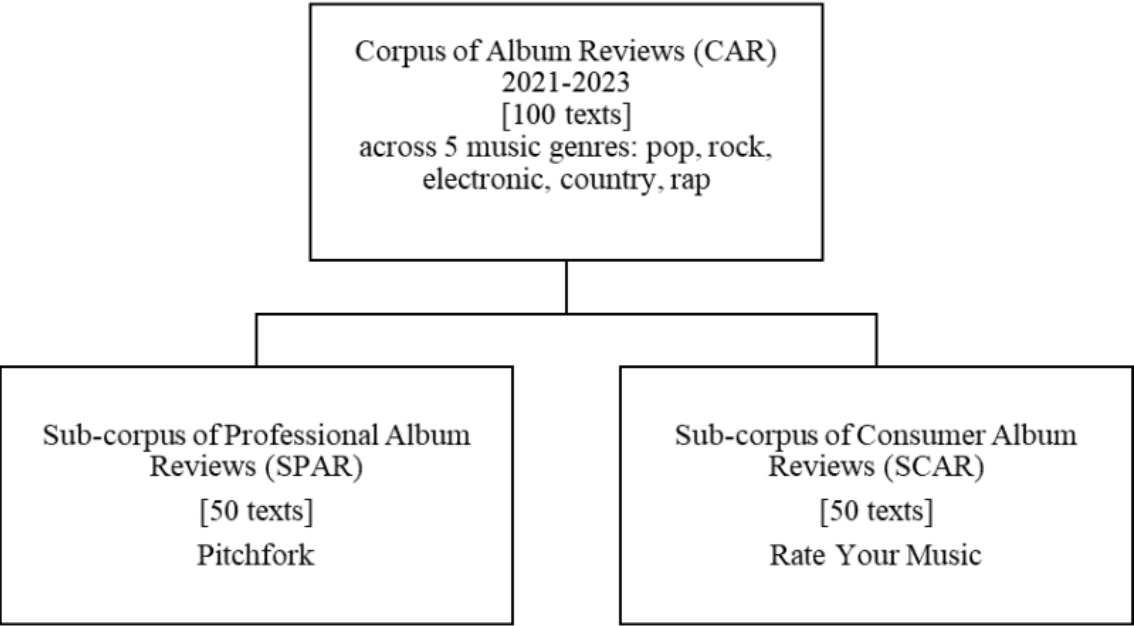 Corpus of Album Reviews (CAR)
2021-2023
[100 texts]
across 5 music genres: pop, rock,
electronic, country, rap
Sub-corpus of Professional Album
Reviews (SPAR)
[50 texts]
Pitchfork
Sub-corpus of Consumer Album
Reviews (SCAR)
[50 texts]
Rate Your Music